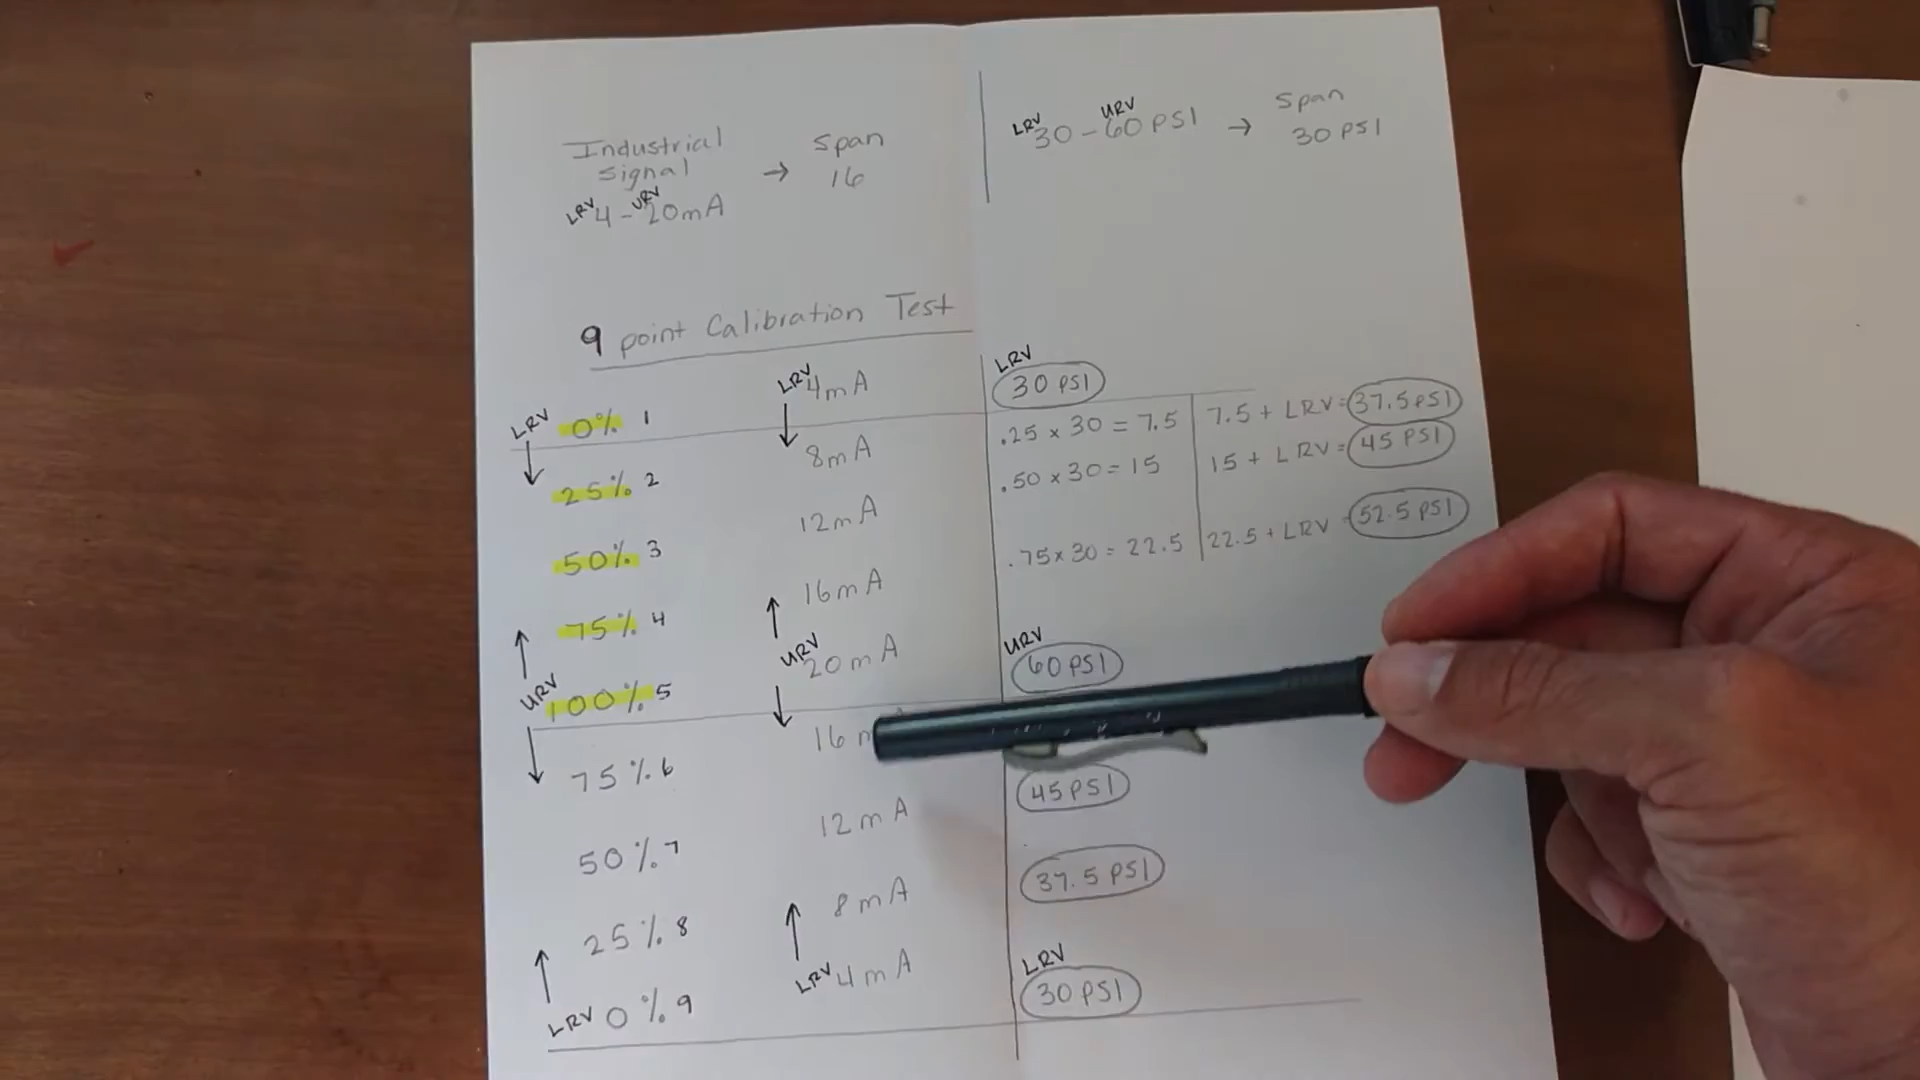 Industrial
signal → Span
LRV 4 - URV 20mA 16
LRV 30 - URV 60 PSI → Span
30 PSI
9 point Calibration Test
LRV 0% 1 LRV 4mA LRV 30 PSI
25% 2 8mA .25 x 30 = 7.5 7.5 + LRV = 37.5 PSI
50% 3 12mA .50 x 30 = 15 15 + LRV = 45 PSI
75% 4 16mA .75 x 30 = 22.5 22.5 + LRV 52.5 PSI
URV 100% 5 URV 20mA URV 60 PSI
75% 6 16
50% 7 12mA 45 PSI
25% 8 8mA 37.5 PSI
LRV 0% 9 LRV 4mA LRV 30 PSI